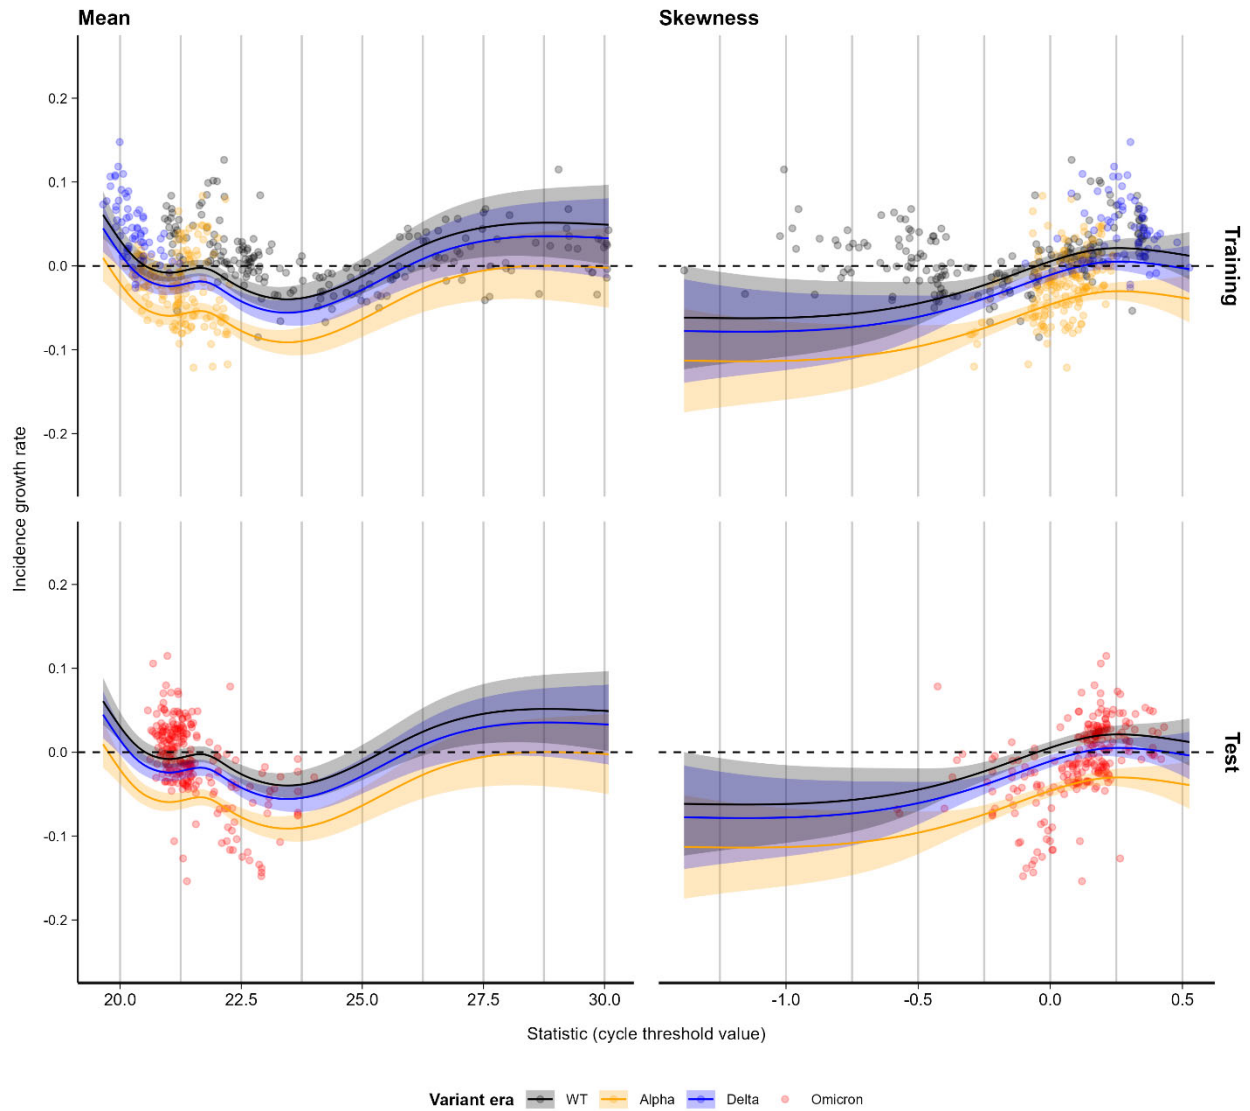 Mean
Skewness
0.2
0.1
0.0
-0.1
-0.2
Training
Incidence growth rate
0.2
0.1
0.0
-0.1
-0.2
Test
20.0 22.5 25.0 27.5 30.0
-1.0 -0.5 0.0 0.5
Statistic (cycle threshold value)
Variant era WT Alpha Delta Omicron